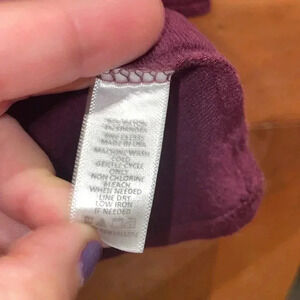 MADE IN USA
MACHINE WASH
COLD
GENTLE CYCLE
ONLY
NON CHLORINE
BLEACH
WHEN NEEDED
LINE DRY
LOW IRON
IF NEEDED